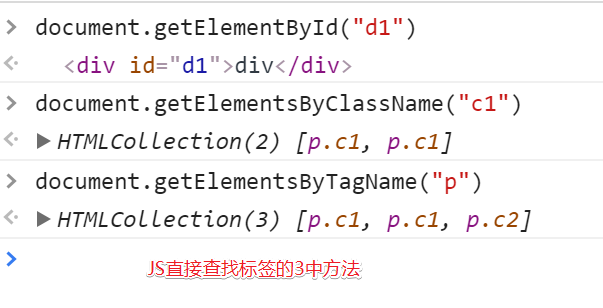 document.getElementById("d1")
<div id="d1">div</div>
document.getElementsByClassName("c1")
HTMLCollection(2) [p.c1, p.c1]
document.getElementsByTagName("p")
HTMLCollection(3) [p.c1, p.c1, p.c2]
JS直接查找标签的3中方法